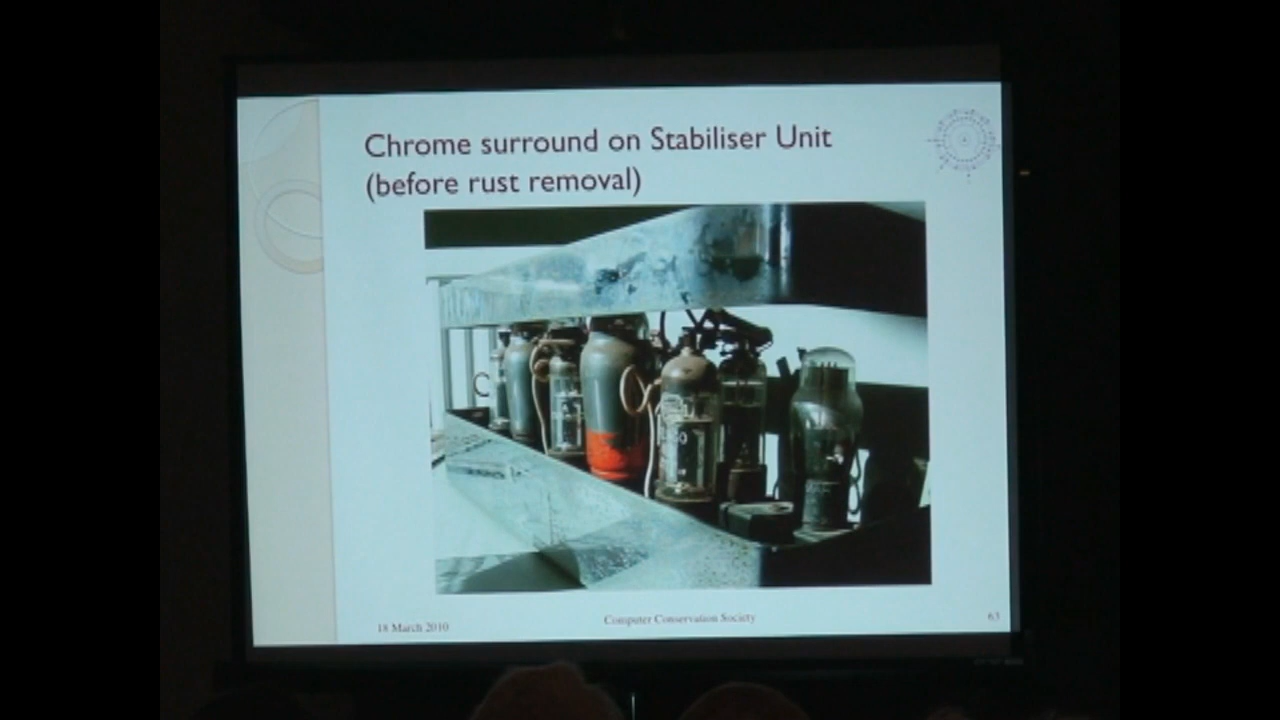 Chrome surround on Stabiliser Unit
(before rust removal)
18 March 2010
Computer Conservation Society
63